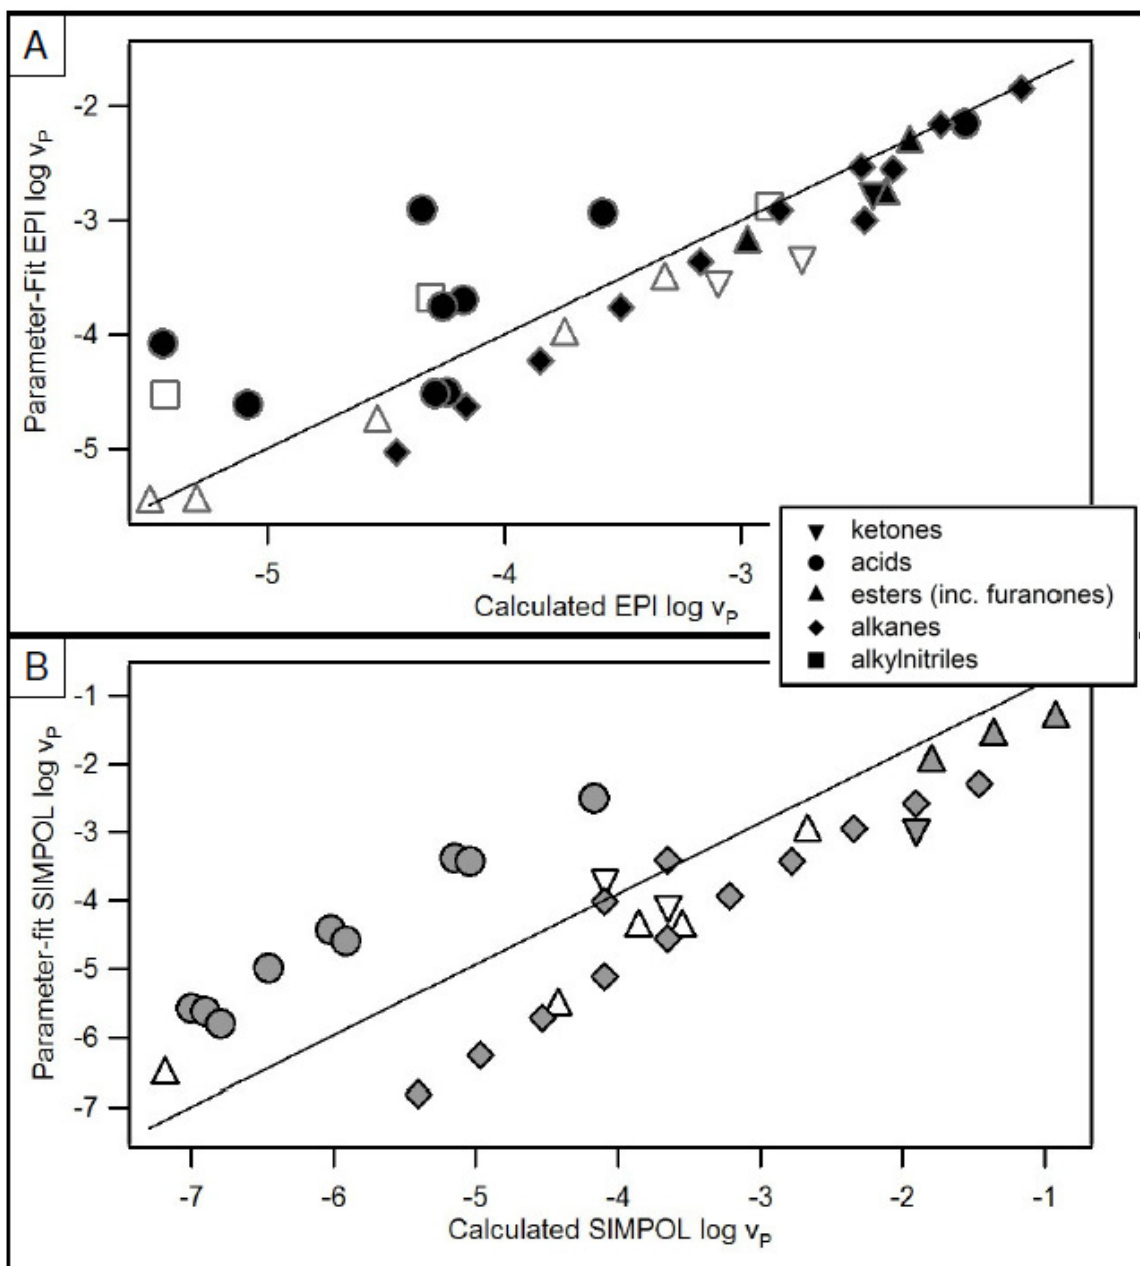 A
Parameter-Fit EPI log vP
-2
-3
-4
-5
-5
-4
-3
Calculated EPI log vP
ketones
acids
esters (inc. furanones)
alkanes
alkylnitriles
B
Parameter-fit SIMPOL log vP
-1
-2
-3
-4
-5
-6
-7
-7
-6
-5
-4
-3
-2
-1
Calculated SIMPOL log vP